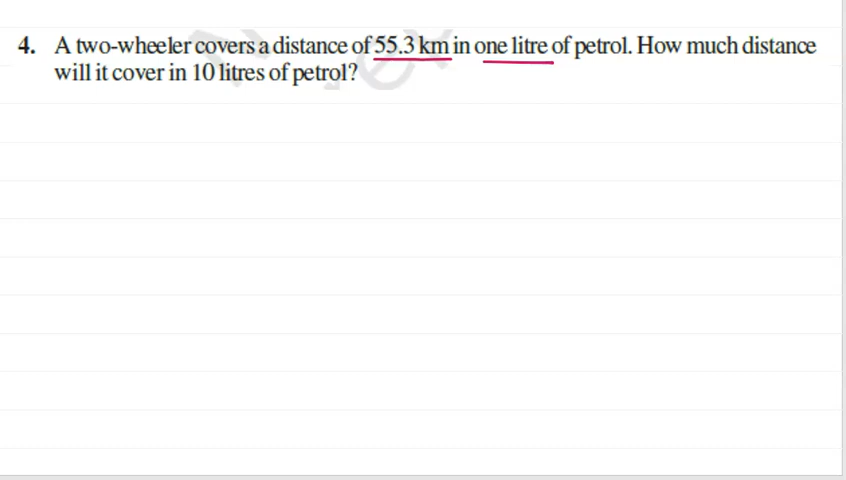 4. A two-wheeler covers a distance of 55.3 km in one litre of petrol. How much distance
will it cover in 10 litres of petrol?